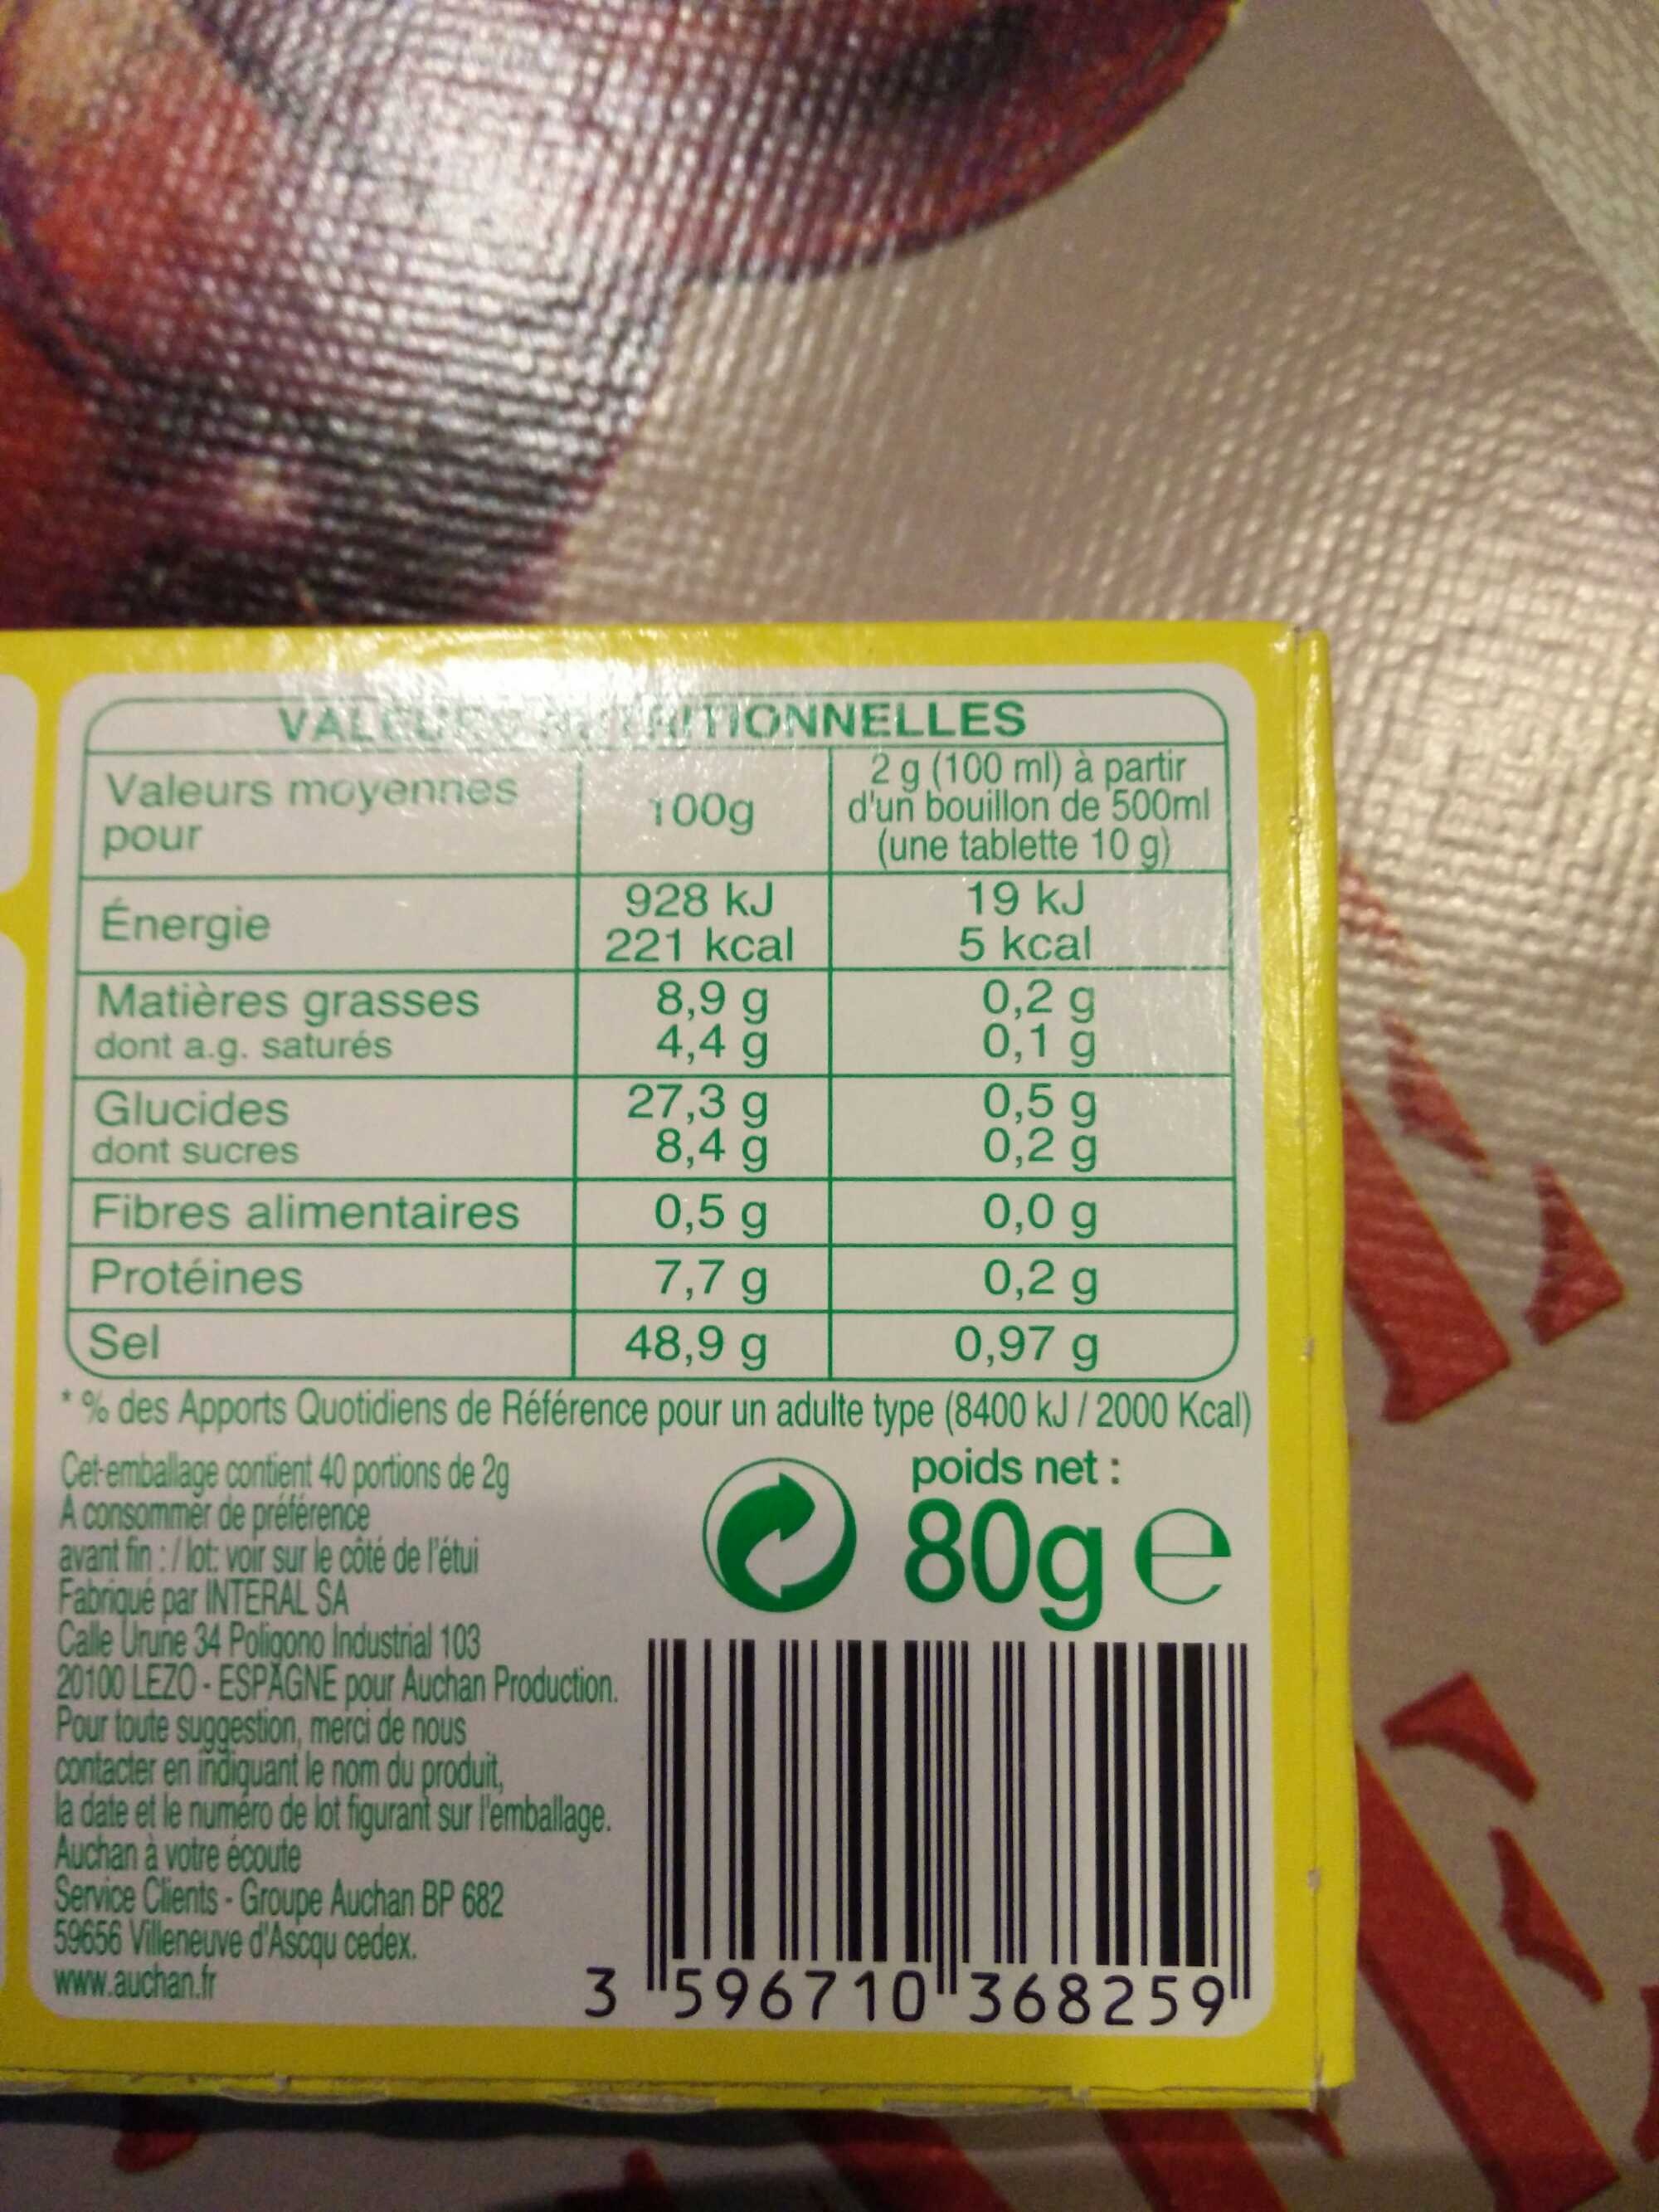 VALEURS NUTRITIONNELLES
Valeurs moyennes pour 100g 2 g (100 ml) à partir d'un bouillon de 500ml (une tablette 10 g)
Énergie 928 kJ 19 kJ
221 kcal 5 kcal
Matières grasses 8,9 g 0,2 g
dont a.g. saturés 4,4 g 0,1 g
Glucides 27,3 g 0,5 g
dont sucres 8,4 g 0,2 g
Fibres alimentaires 0,5 g 0,0 g
Protéines 7,7 g 0,2 g
Sel 48,9 g 0,97 g
* % des Apports Quotidiens de Référence pour un adulte type (8400 kJ / 2000 Kcal)
Cet emballage contient 40 portions de 2g
A consommer de préférence
avant fin : / lot: voir sur le côté de l'étui
Fabriqué par INTERAL SA
Calle Urune 34 Poligono Industrial 103
20100 LEZO - ESPAGNE pour Auchan Production.
Pour toute suggestion, merci de nous
contacter en indiquant le nom du produit,
la date et le numéro de lot figurant sur l'emballage.
Auchan à votre écoute
Service Clients - Groupe Auchan BP 682
59656 Villeneuve d'Ascqu cedex.
www.auchan.fr
poids net :
80g e
3 596710 368259